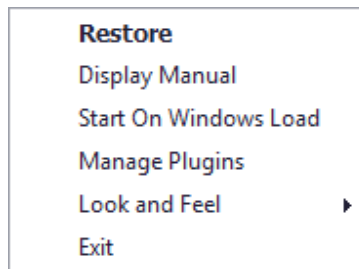 Restore
Display Manual
Start On Windows Load
Manage Plugins
Look and Feel
Exit